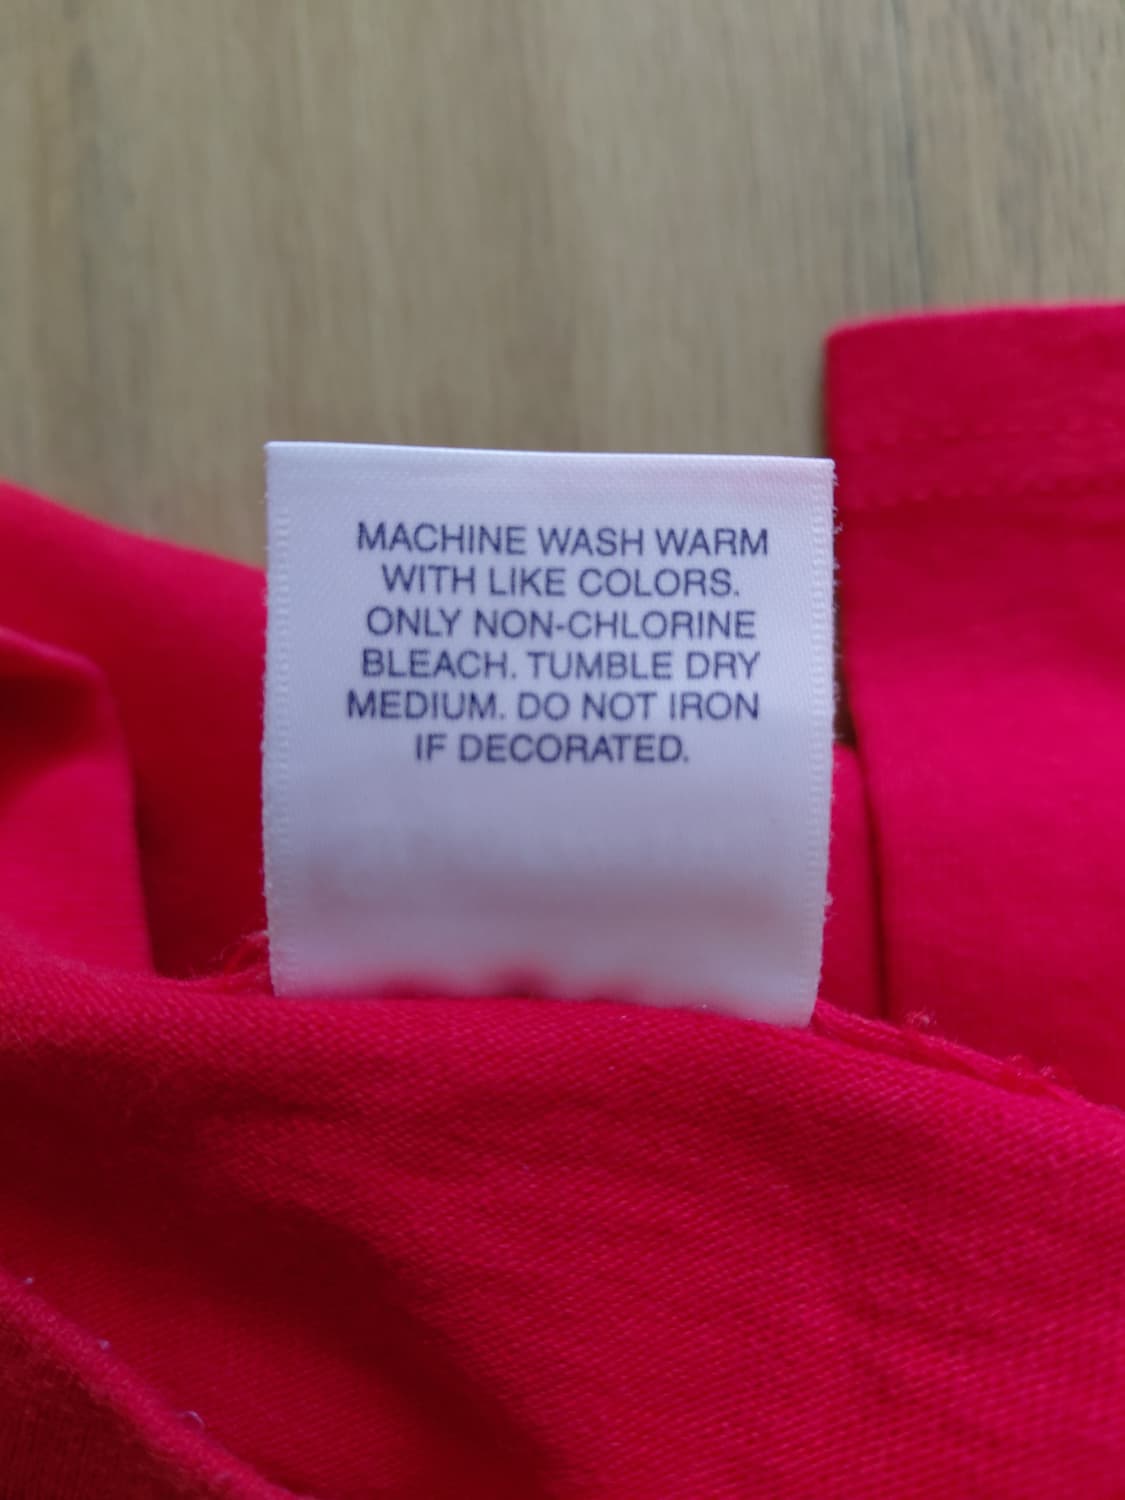 MACHINE WASH WARM
WITH LIKE COLORS.
ONLY NON-CHLORINE
BLEACH. TUMBLE DRY
MEDIUM. DO NOT IRON
IF DECORATED.